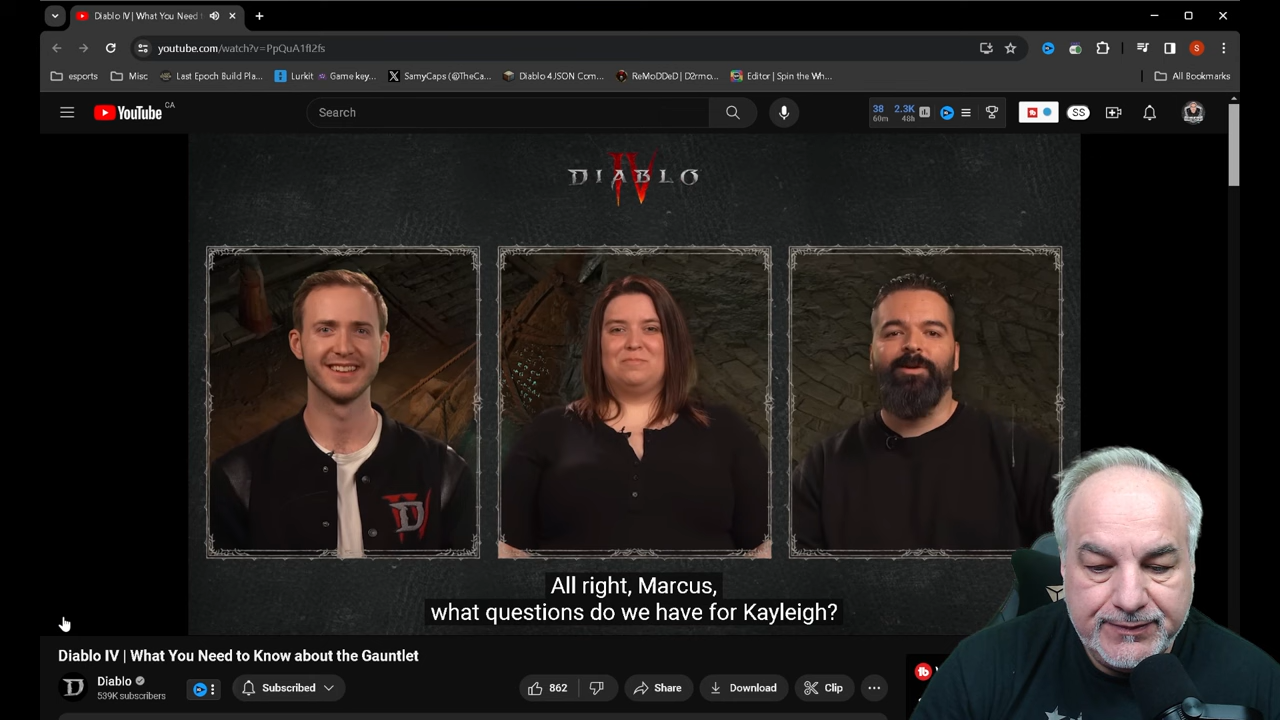 Diablo IV | What You Need
youtube.com/watch?v=PpQuA1fI2fs
esports
Misc
Last Epoch Build Pla...
Lurkit
Game key...
SamyCaps (@TheCa...
Diablo 4 JSON Com...
ReMoDDeD | D2rmo...
Editor | Spin the Wh...
All Bookmarks
S
YouTube
CA
Search
38
60m
2.3K
48h
SS
DIABLO
IV
D
All right, Marcus,
what questions do we have for Kayleigh?
Diablo IV | What You Need to Know about the Gauntlet
Diablo
539K subscribers
Subscribed
862
Share
Download
Clip